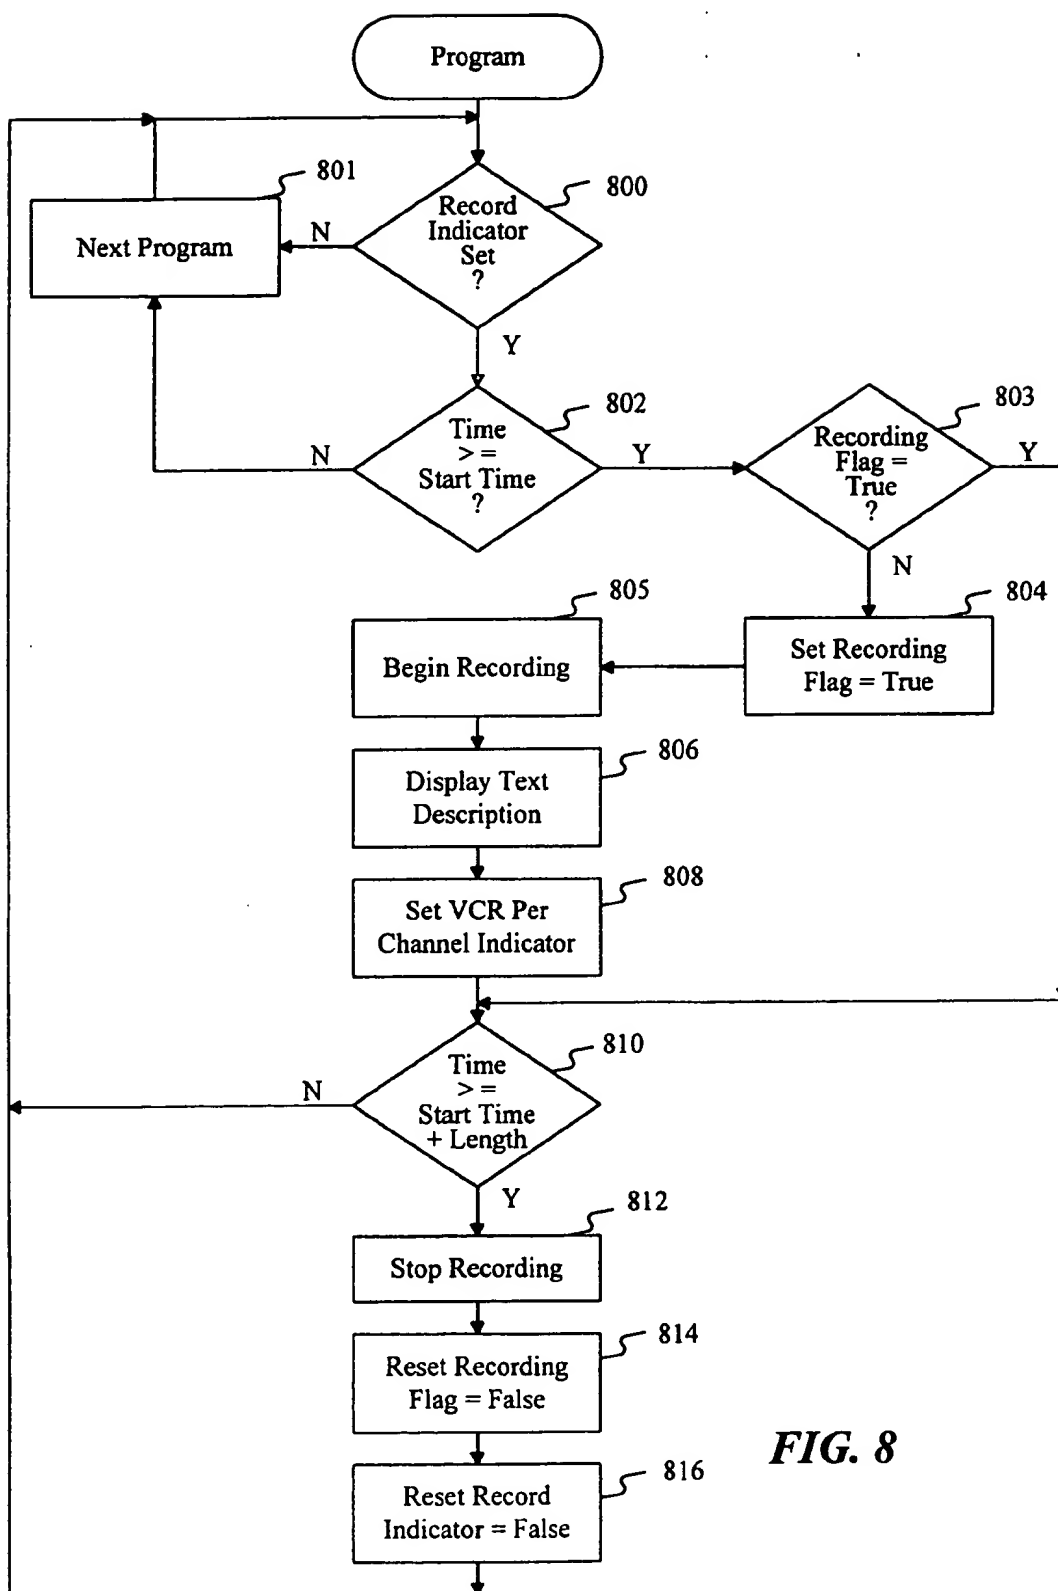 Program
801
800
Next Program
N
Record
Indicator
Set
?
Y
802
803
N
Time
> =
Start Time
?
Y
Recording
Flag =
True
?
Y
N
805
804
Begin Recording
Set Recording
Flag = True
806
Display Text
Description
808
Set VCR Per
Channel Indicator
810
N
Time
> =
Start Time
+ Length
Y
812
Stop Recording
814
Reset Recording
Flag = False
FIG. 8
816
Reset Record
Indicator = False